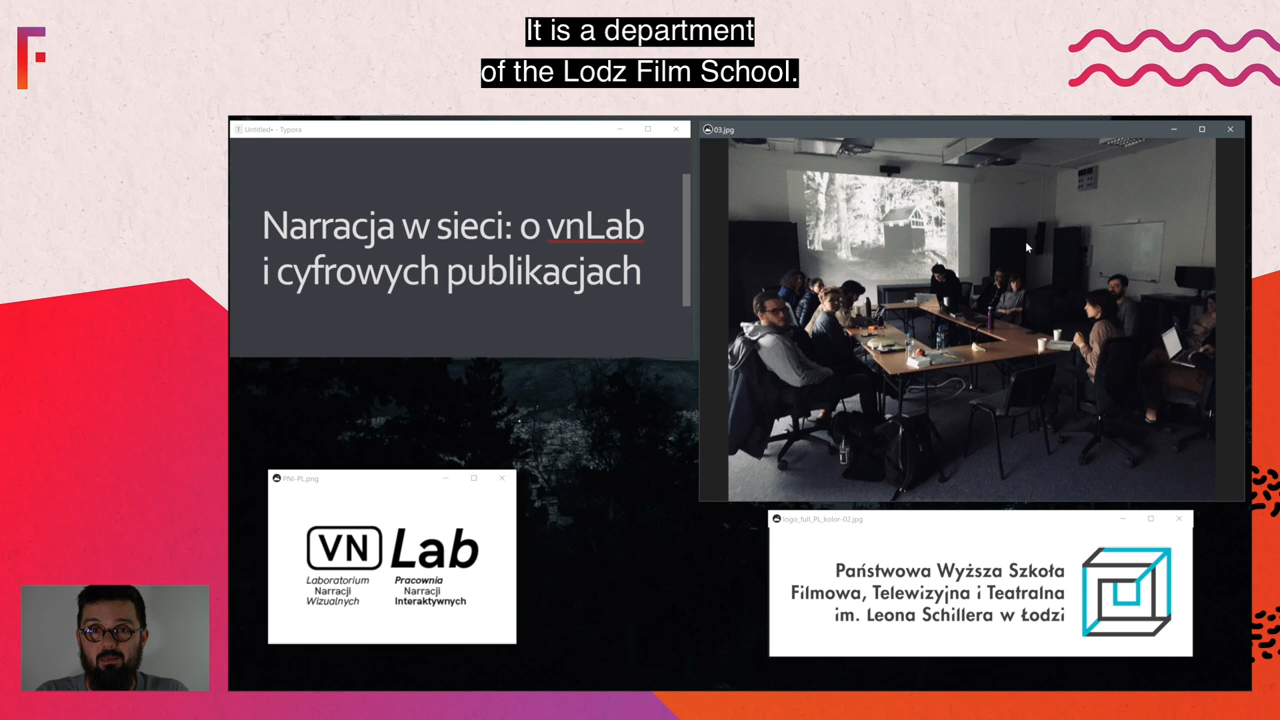 It is a department
of the Lodz Film School.
Untitled• - Typora
03.jpg
Narracja w sieci: o vnLab
i cyfrowych publikacjach
PNI-PL.png
VN Lab
Laboratorium
Narracji
Wizualnych
Pracownia
Narracji
Interaktywnych
logo_full_PL_kolor-02.jpg
Państwowa Wyższa Szkoła
Filmowa, Telewizyjna i Teatralna
im. Leona Schillera w Łodzi